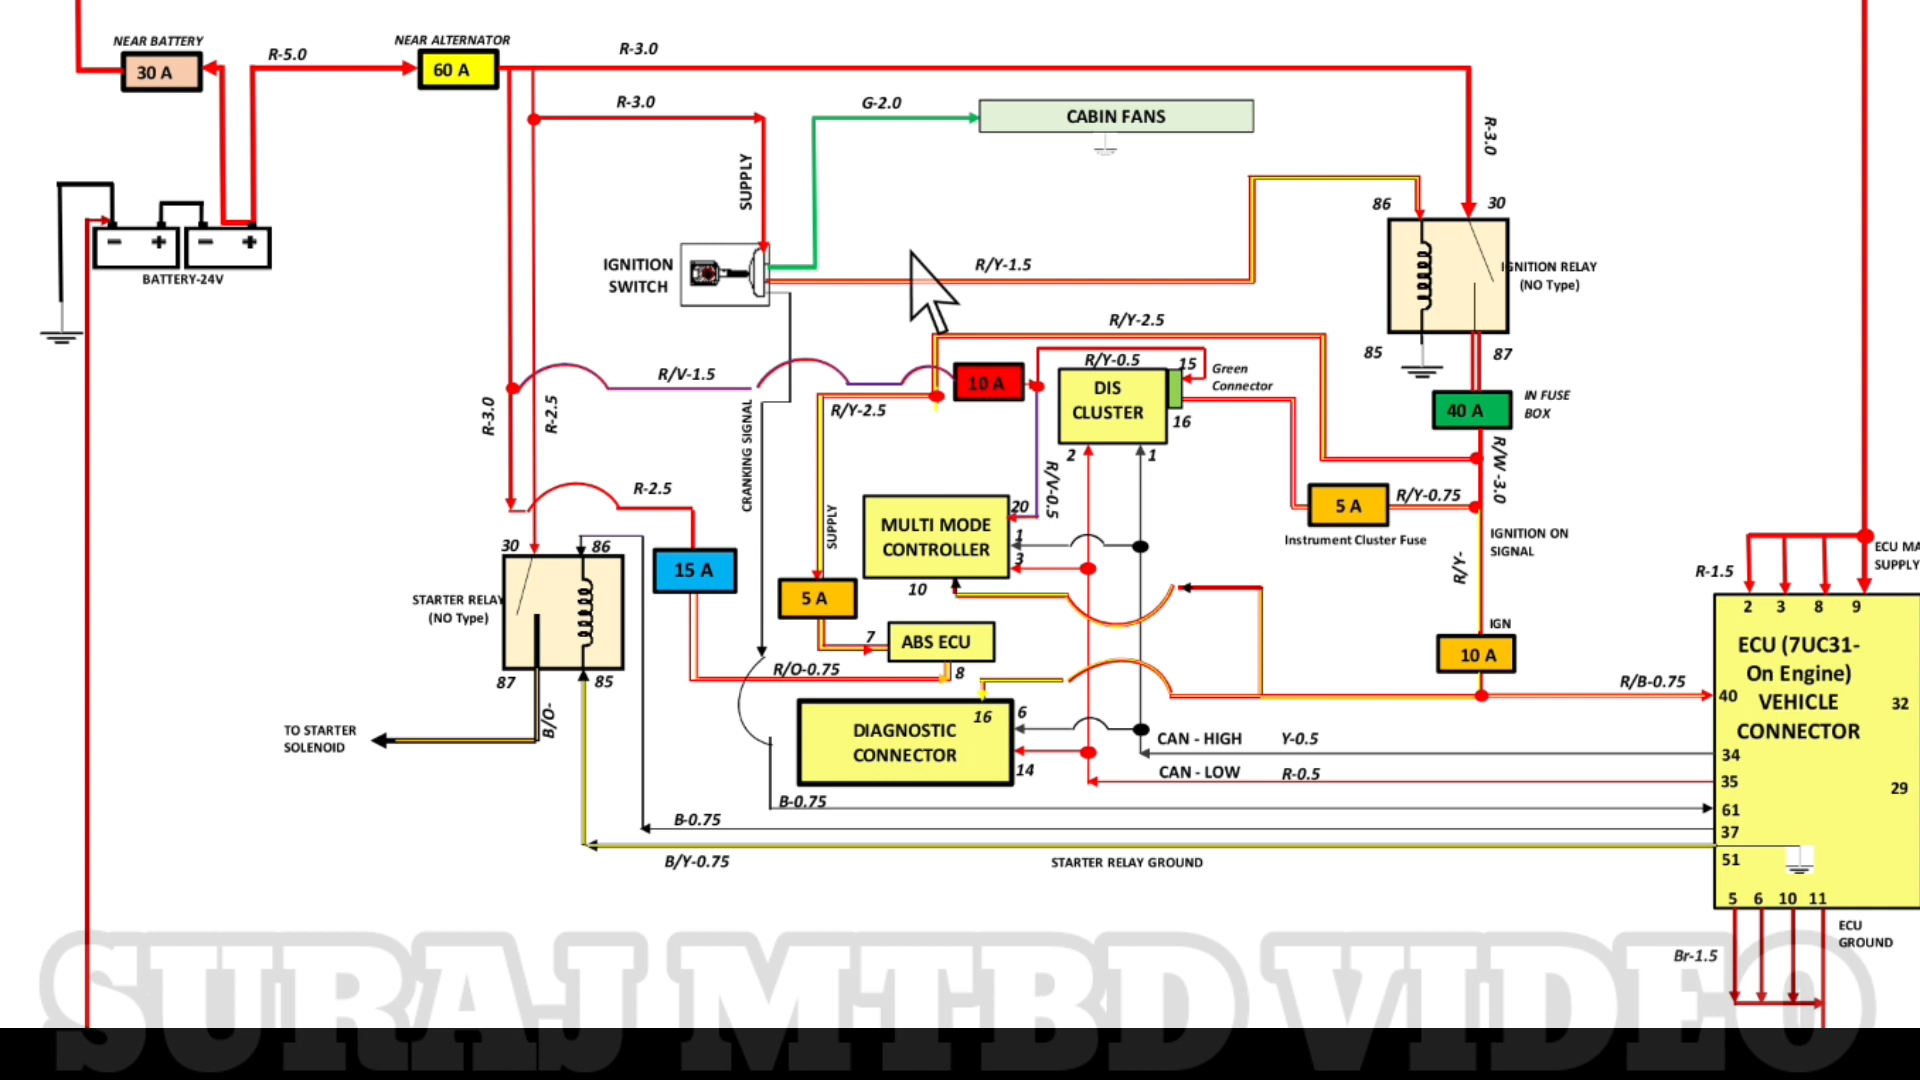 NEAR BATTERY
30 A
R-5.0
NEAR ALTERNATOR
60 A
R-3.0
R-3.0
G-2.0
CABIN FANS
R-3.0
SUPPLY
86
30
BATTERY-24V
IGNITION
SWITCH
R/Y-1.5
IGNITION RELAY
(NO Type)
R/Y-2.5
85
87
R/V-1.5
10 A
R/Y-0.5
15
Green
Connector
DIS
CLUSTER
16
2
1
40 A
IN FUSE
BOX
R/Y-2.5
R-3.0
R-2.5
CRANKING SIGNAL
R/V-0.5
R/W -3.0
R-2.5
5 A
R/Y-0.75
Instrument Cluster Fuse
IGNITION ON
SIGNAL
R/Y-
SUPPLY
MULTI MODE
CONTROLLER
20
1
3
10
30
86
STARTER RELAY
(NO Type)
87
85
15 A
5 A
7
ABS ECU
8
R/O-0.75
IGN
10 A
R/B-0.75
ECU MA
SUPPLY
R-1.5
2
3
8
9
ECU (7UC31-
On Engine)
VEHICLE
CONNECTOR
40
32
34
35
29
61
37
51
5
6
10
11
TO STARTER
SOLENOID
B/O-
16
6
DIAGNOSTIC
CONNECTOR
14
CAN - HIGH
Y-0.5
CAN - LOW
R-0.5
B-0.75
B-0.75
B/Y-0.75
STARTER RELAY GROUND
ECU
GROUND
Br-1.5
SURAJ MTBD VIDEO